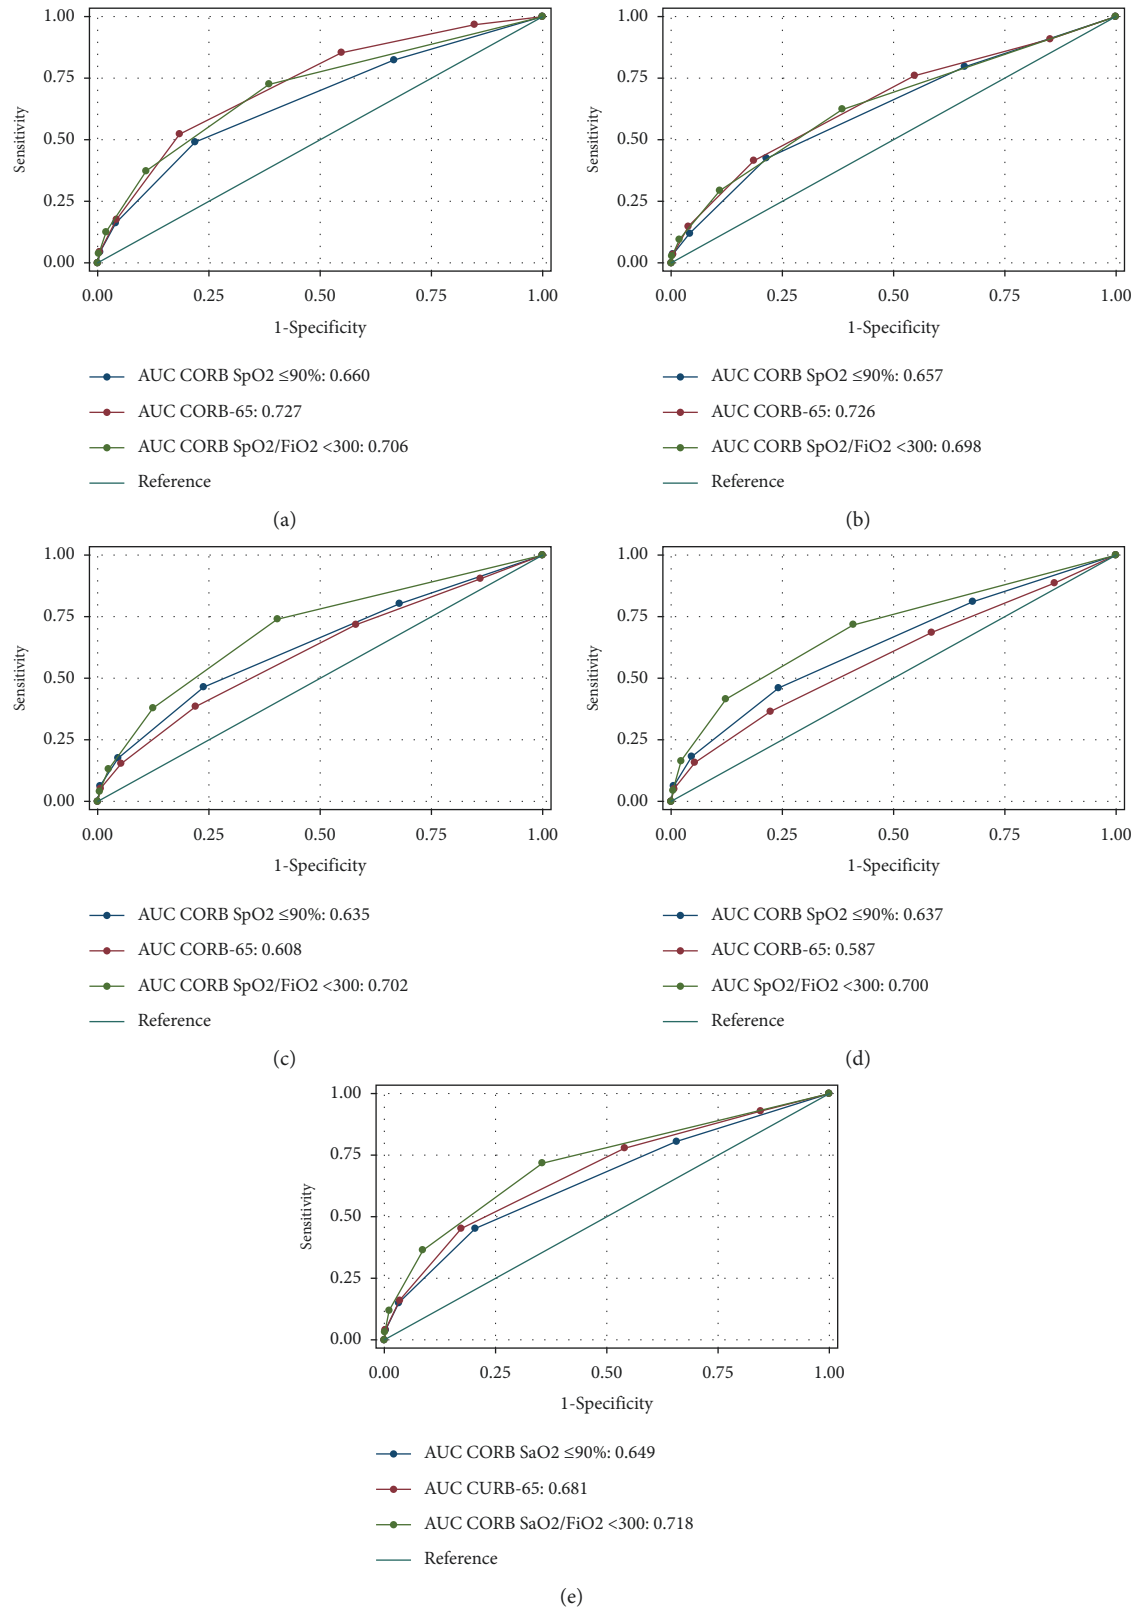 1.00
0.75
0.50
0.25
0.00
Sensitivity
0.00 0.25 0.50 0.75 1.00
1-Specificity
AUC CORB SpO2 ≤90%: 0.660
AUC CORB-65: 0.727
AUC CORB SpO2/FiO2 <300: 0.706
Reference
(a)
1.00
0.75
0.50
0.25
0.00
Sensitivity
0.00 0.25 0.50 0.75 1.00
1-Specificity
AUC CORB SpO2 ≤90%: 0.657
AUC CORB-65: 0.726
AUC CORB SpO2/FiO2 <300: 0.698
Reference
(b)
1.00
0.75
0.50
0.25
0.00
Sensitivity
0.00 0.25 0.50 0.75 1.00
1-Specificity
AUC CORB SpO2 ≤90%: 0.635
AUC CORB-65: 0.608
AUC CORB SpO2/FiO2 <300: 0.702
Reference
(c)
1.00
0.75
0.50
0.25
0.00
Sensitivity
0.00 0.25 0.50 0.75 1.00
1-Specificity
AUC CORB SpO2 ≤90%: 0.637
AUC CORB-65: 0.587
AUC SpO2/FiO2 <300: 0.700
Reference
(d)
1.00
0.75
0.50
0.25
0.00
Sensitivity
0.00 0.25 0.50 0.75 1.00
1-Specificity
AUC CORB SaO2 ≤90%: 0.649
AUC CURB-65: 0.681
AUC CORB SaO2/FiO2 <300: 0.718
Reference
(e)